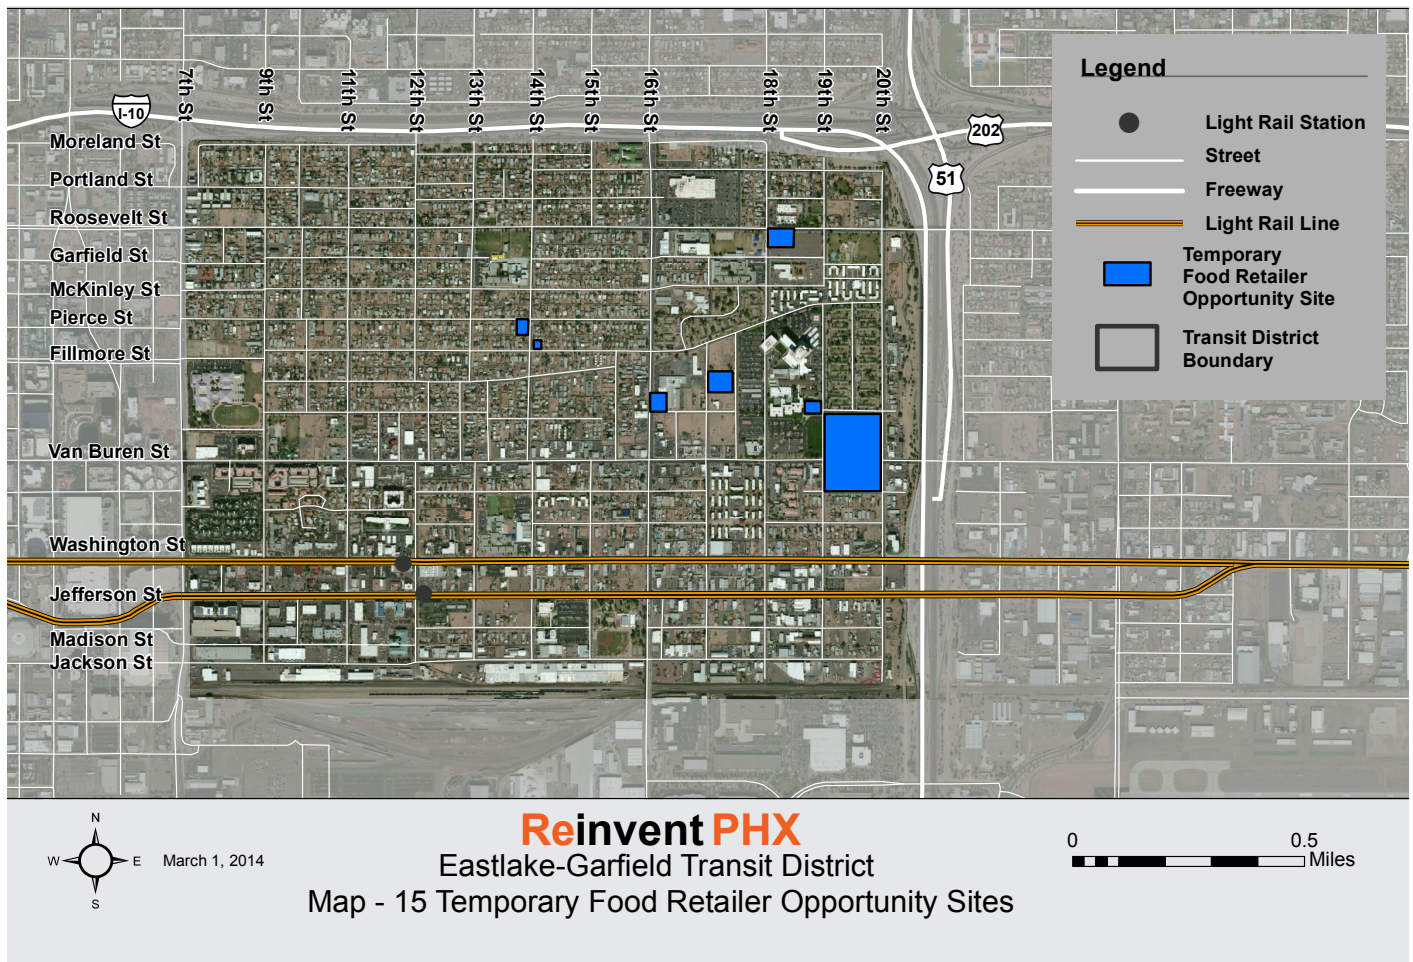 7th St
9th St
11th St
12th St
13th St
14th St
15th St
16th St
18th St
19th St
20th St
I-10
202
51
Moreland St
Portland St
Roosevelt St
Garfield St
McKinley St
Pierce St
Fillmore St
Van Buren St
Washington St
Jefferson St
Madison St
Jackson St
Legend
Light Rail Station
Street
Freeway
Light Rail Line
Temporary
Food Retailer
Opportunity Site
Transit District
Boundary
N
W E
S
March 1, 2014
Reinvent PHX
Eastlake-Garfield Transit District
Map - 15 Temporary Food Retailer Opportunity Sites
0 0.5
Miles